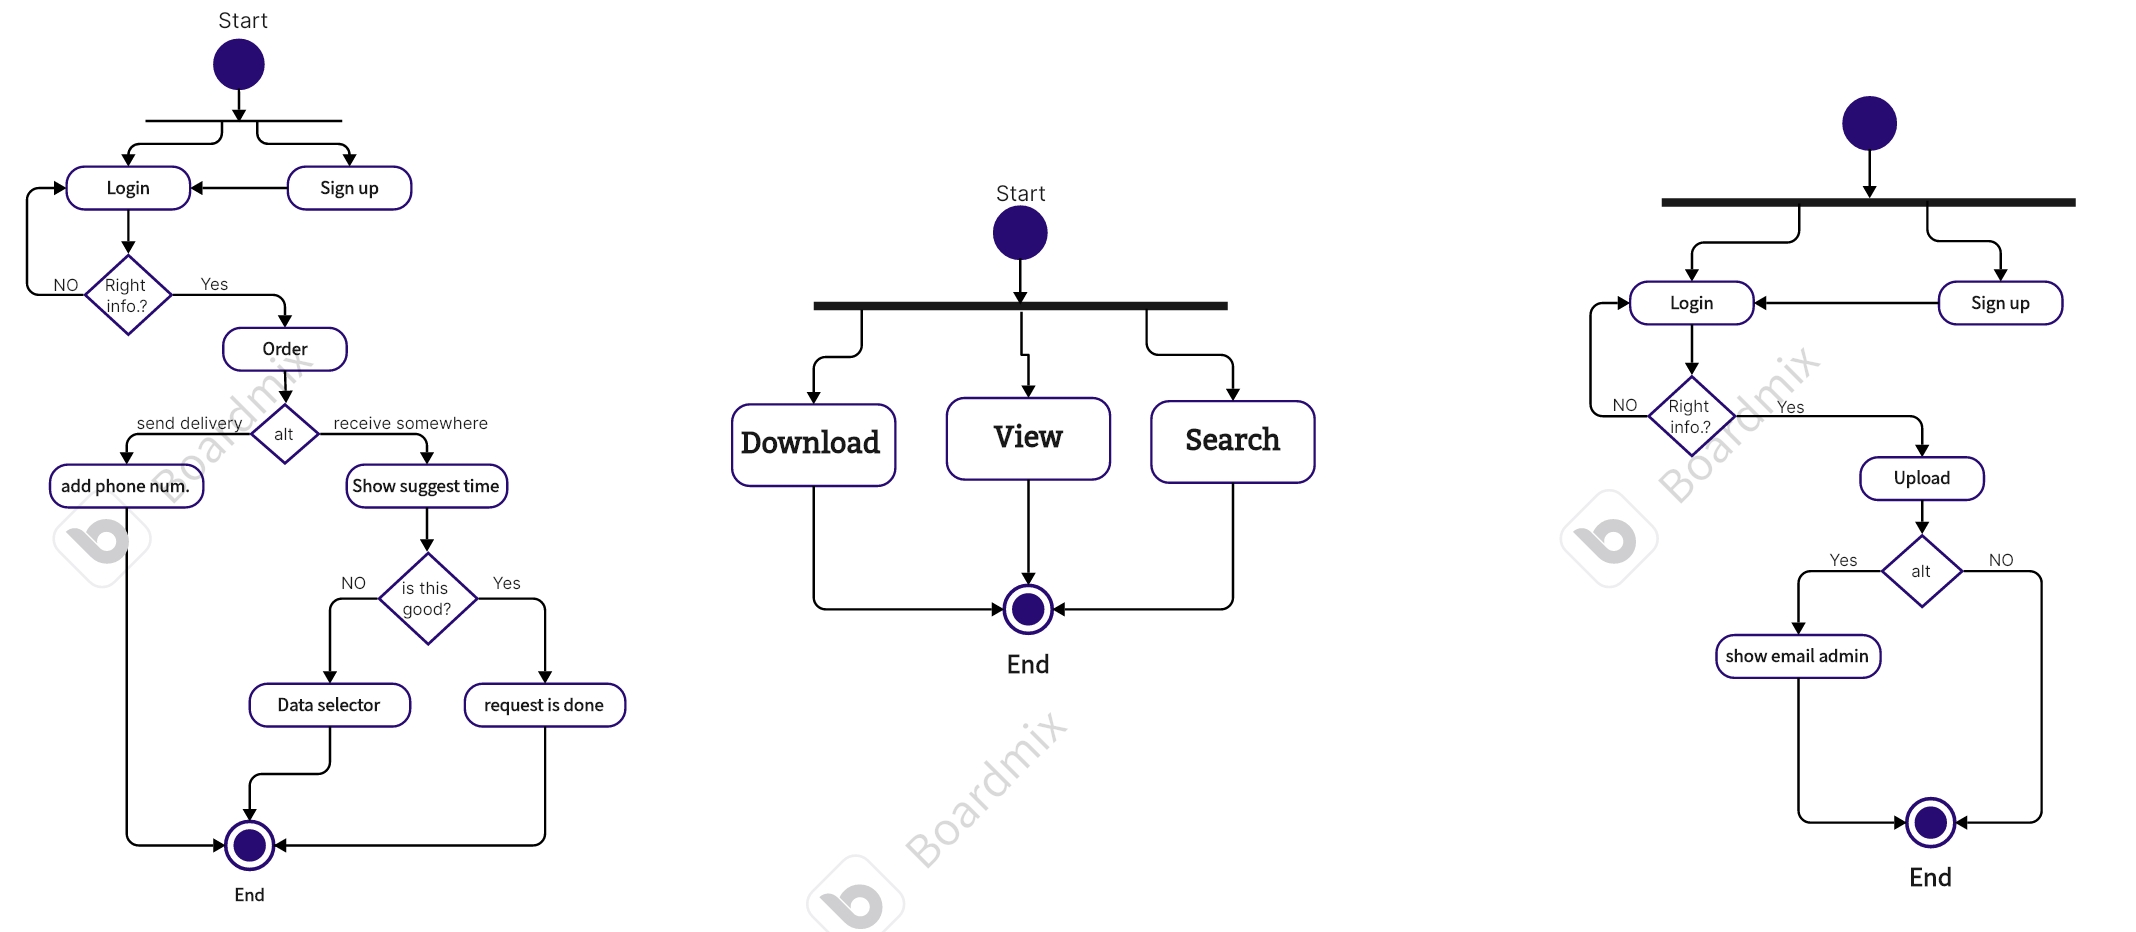 Start
Login
Sign up
NO
Right
info.?
Yes
Order
send delivery
alt
receive somewhere
add phone num.
Show suggest time
NO
is this
good?
Yes
Data selector
request is done
End
Boardmix
Start
Download
View
Search
End
Boardmix
Login
Sign up
NO
Right
info.?
Yes
Upload
Yes
alt
NO
show email admin
End
Boardmix